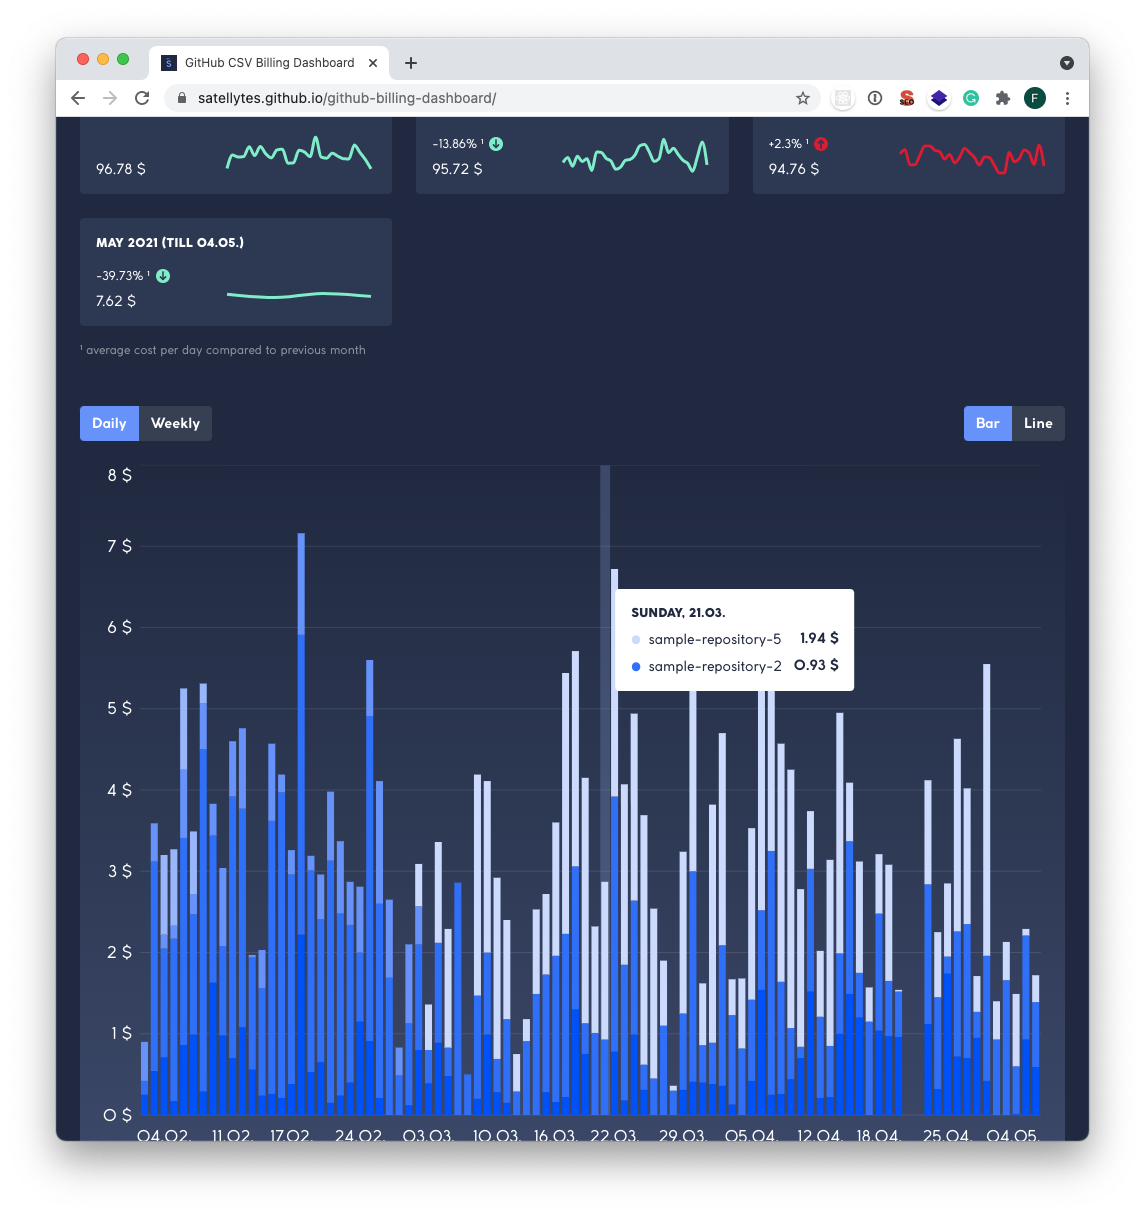 GitHub CSV Billing Dashboard
satellytes.github.io/github-billing-dashboard/
SEO
F
96.78 $
-13.86% ¹
95.72 $
+2.3% ¹
94.76 $
MAY 2021 (TILL 04.05.)
-39.73% ¹
7.62 $
¹ average cost per day compared to previous month
Daily Weekly
Bar Line
8 $
7 $
6 $
5 $
4 $
3 $
2 $
1 $
0 $
SUNDAY, 21.03.
sample-repository-5 1.94 $
sample-repository-2 0.93 $
04.02. 11.02. 17.02. 24.02. 03.03. 10.03. 16.03. 22.03. 29.03. 05.04. 12.04. 18.04. 25.04. 04.05.